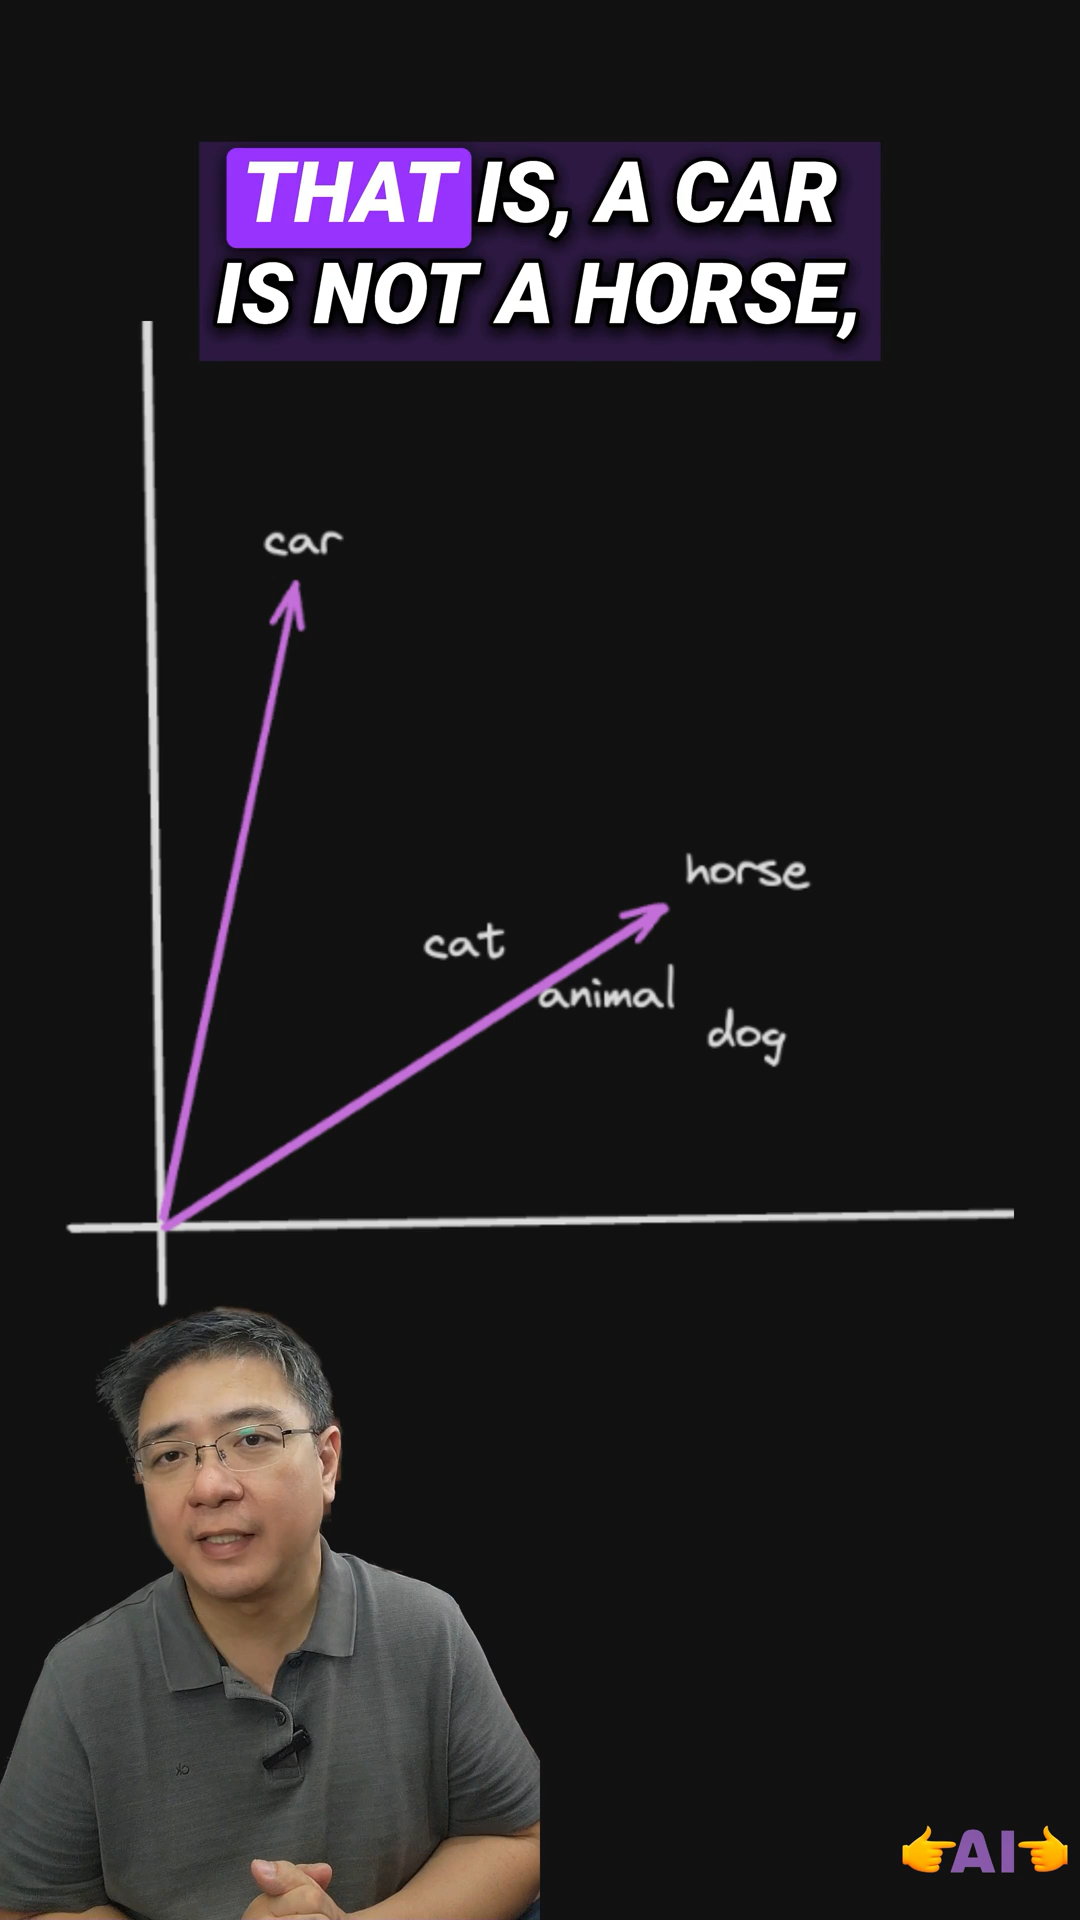 THAT IS, A CAR
IS NOT A HORSE,
car
horse
cat
animal
dog
AI